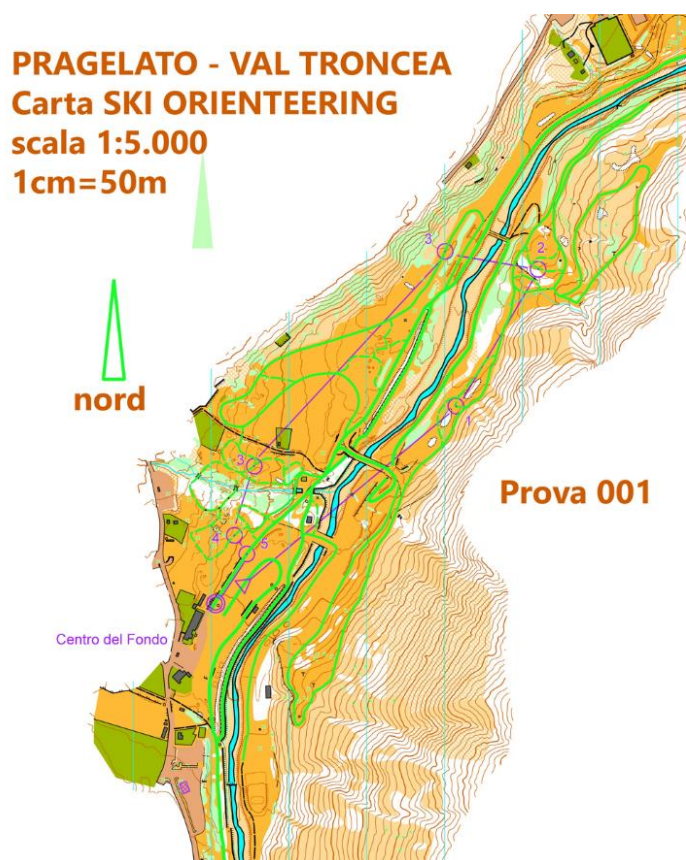 PRAGELATO - VAL TRONCEA
Carta SKI ORIENTEERING
scala 1:5.000
1cm=50m
3
2
nord
1
3
Prova 001
4
5
Centro del Fondo